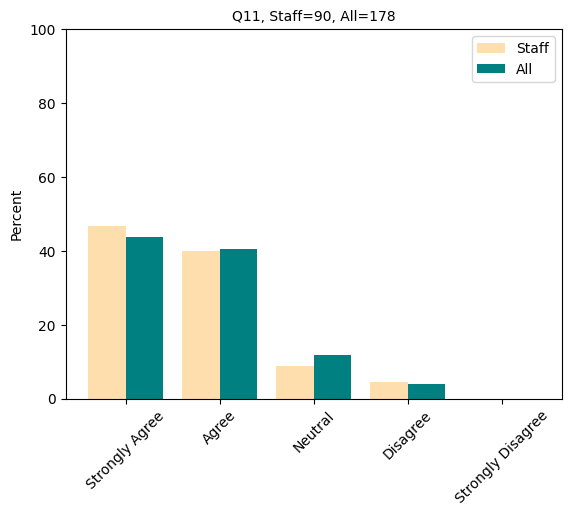 Q11, Staff=90, All=178
Staff
All
Percent
100
80
60
40
20
0
Strongly Agree
Agree
Neutral
Disagree
Strongly Disagree